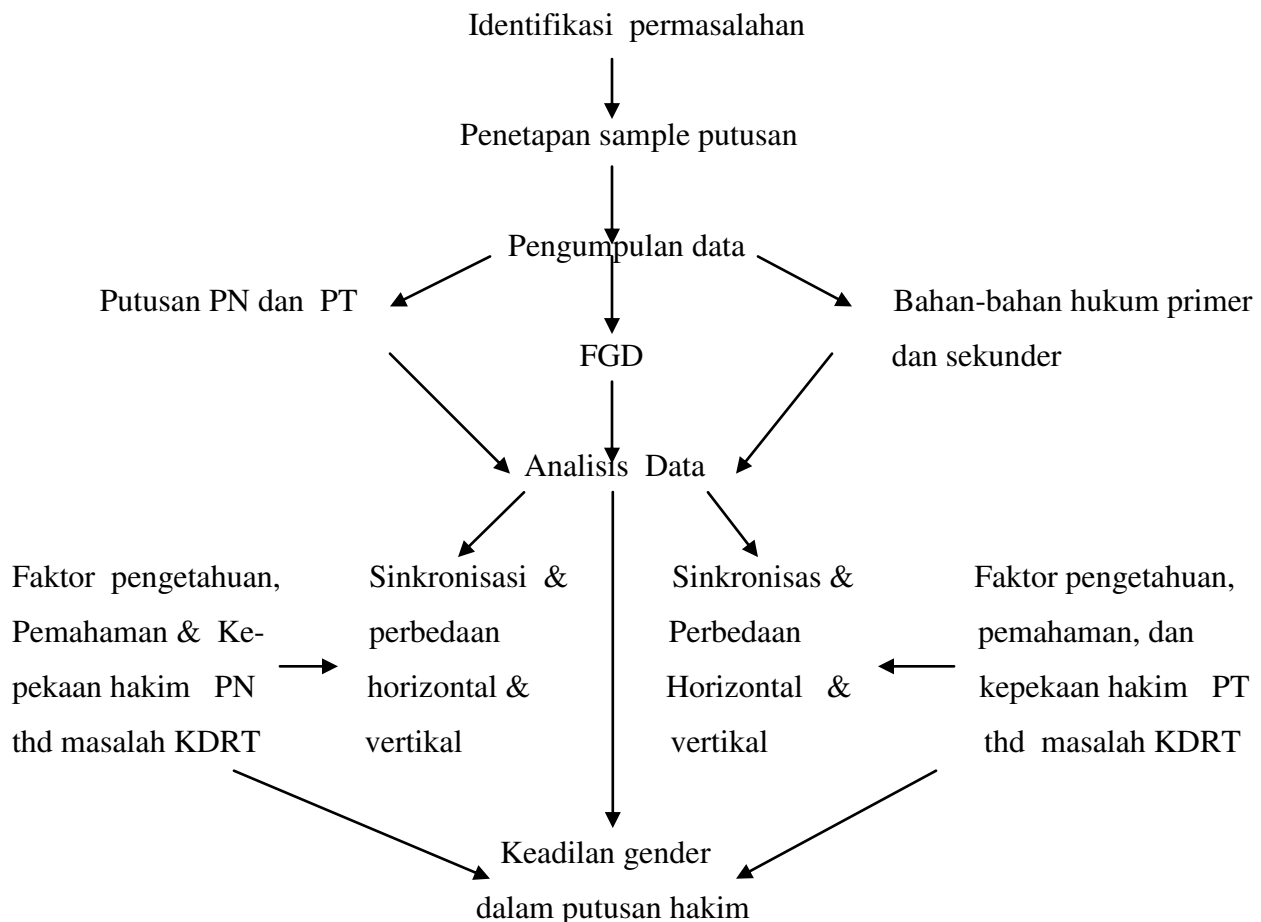 Identifikasi permasalahan
Penetapan sample putusan
Pengumpulan data
Putusan PN dan PT
Bahan-bahan hukum primer
dan sekunder
FGD
Analisis Data
Faktor pengetahuan,
Pemahaman & Ke-
pekaan hakim PN
thd masalah KDRT
Sinkronisasi &
perbedaan
horizontal &
vertikal
Sinkronisas &
Perbedaan
Horizontal &
vertikal
Faktor pengetahuan,
pemahaman, dan
kepekaan hakim PT
thd masalah KDRT
Keadilan gender
dalam putusan hakim